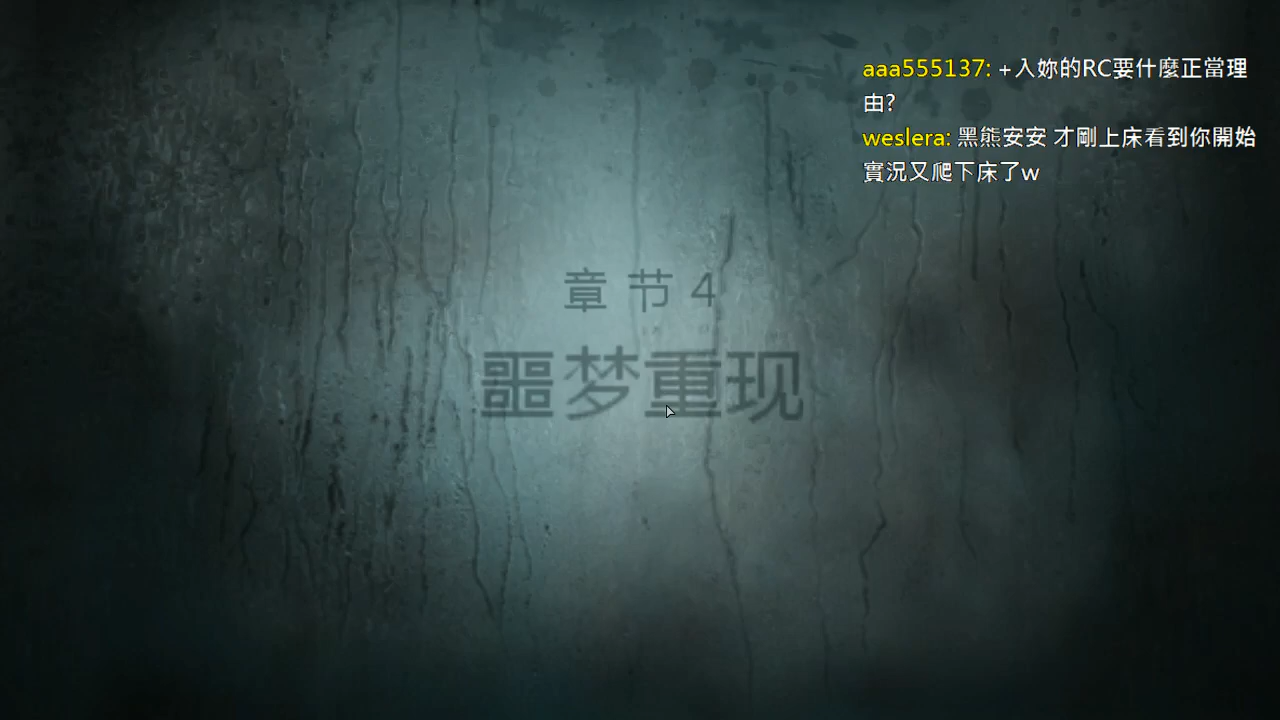 aaa555137: +入妳的RC要什麼正當理
由?
weslera: 黑熊安安 才剛上床看到你開始
實況又爬下床了w
章节4
噩梦重现